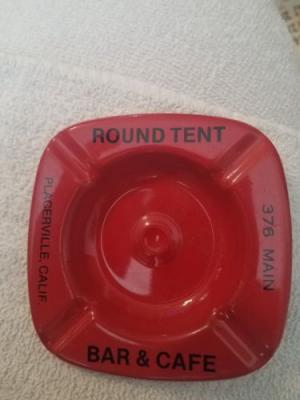 ROUND TENT
PLACERVILLE, CALIF
376 MAIN
BAR & CAFE